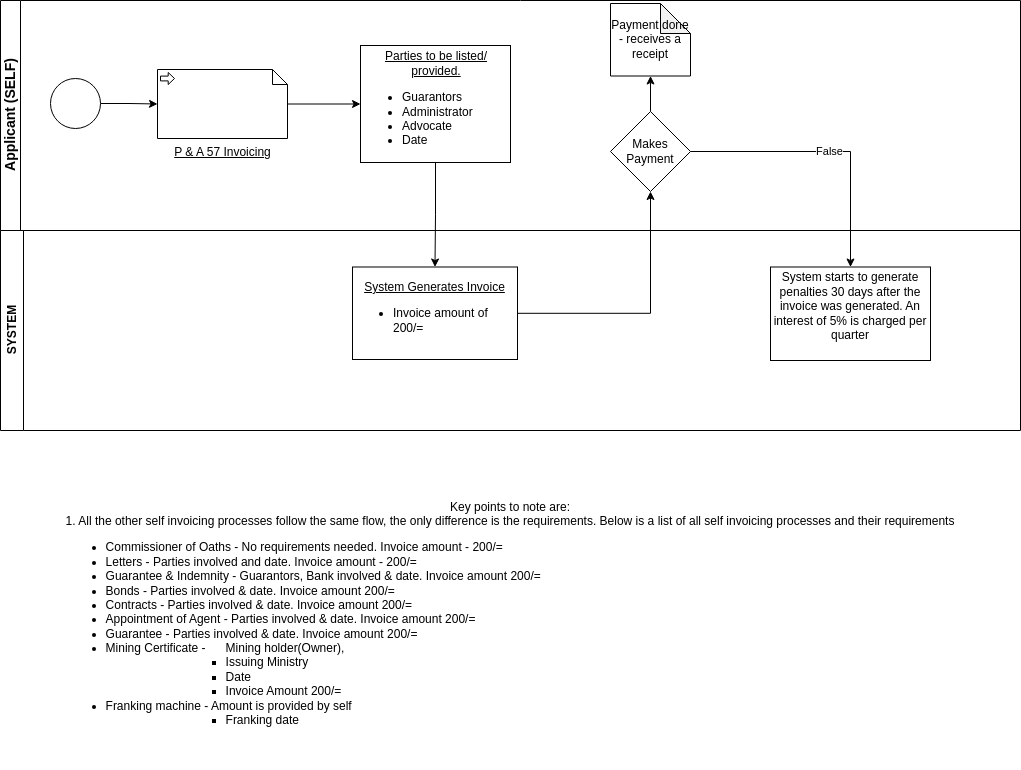 Applicant (SELF)
P & A 57 Invoicing
Parties to be listed/
provided.
• Guarantors
• Administrator
• Advocate
• Date
Payment done
- receives a
receipt
Makes
Payment
False
SYSTEM
System Generates Invoice
• Invoice amount of
200/=
System starts to generate
penalties 30 days after the
invoice was generated. An
interest of 5% is charged per
quarter
Key points to note are:
1. All the other self invoicing processes follow the same flow, the only difference is the requirements. Below is a list of all self invoicing processes and their requirements
• Commissioner of Oaths - No requirements needed. Invoice amount - 200/=
• Letters - Parties involved and date. Invoice amount - 200/=
• Guarantee & Indemnity - Guarantors, Bank involved & date. Invoice amount 200/=
• Bonds - Parties involved & date. Invoice amount 200/=
• Contracts - Parties involved & date. Invoice amount 200/=
• Appointment of Agent - Parties involved & date. Invoice amount 200/=
• Guarantee - Parties involved & date. Invoice amount 200/=
• Mining Certificate - Mining holder(Owner),
▪ Issuing Ministry
▪ Date
▪ Invoice Amount 200/=
• Franking machine - Amount is provided by self
▪ Franking date